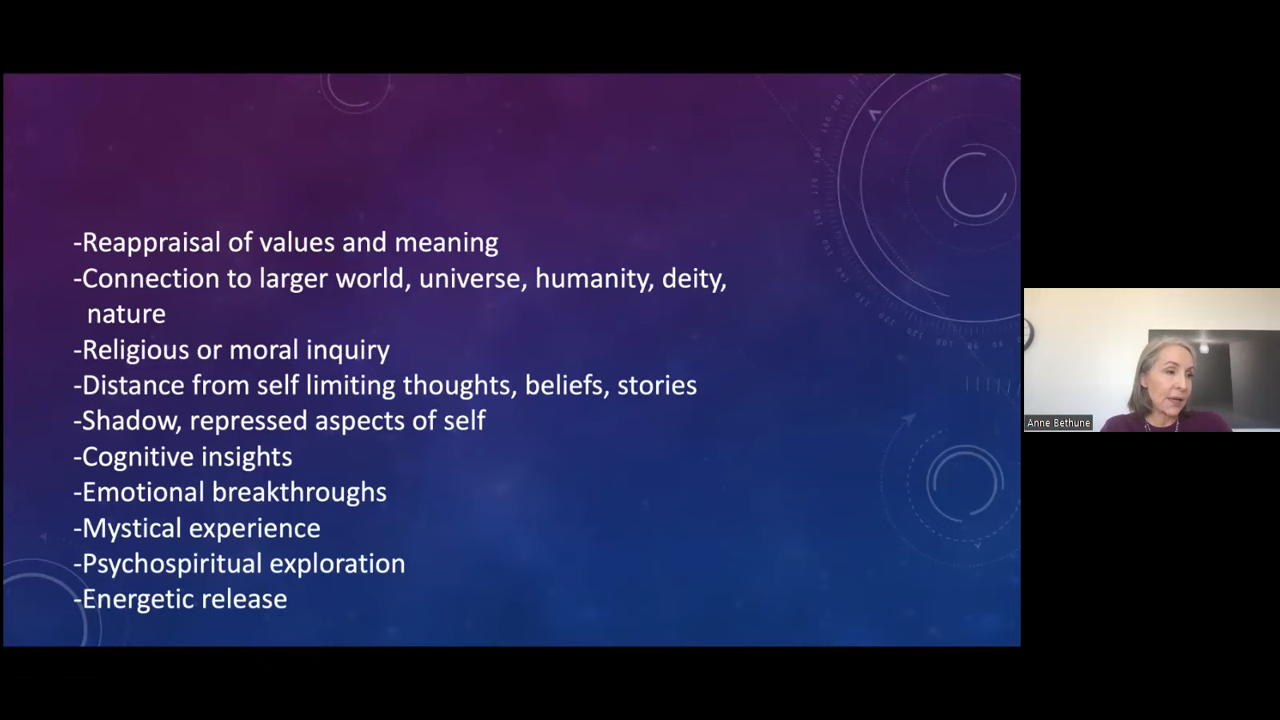 -Reappraisal of values and meaning
-Connection to larger world, universe, humanity, deity,
nature
-Religious or moral inquiry
-Distance from self limiting thoughts, beliefs, stories
-Shadow, repressed aspects of self
-Cognitive insights
-Emotional breakthroughs
-Mystical experience
-Psychospiritual exploration
-Energetic release
Anne Bethune